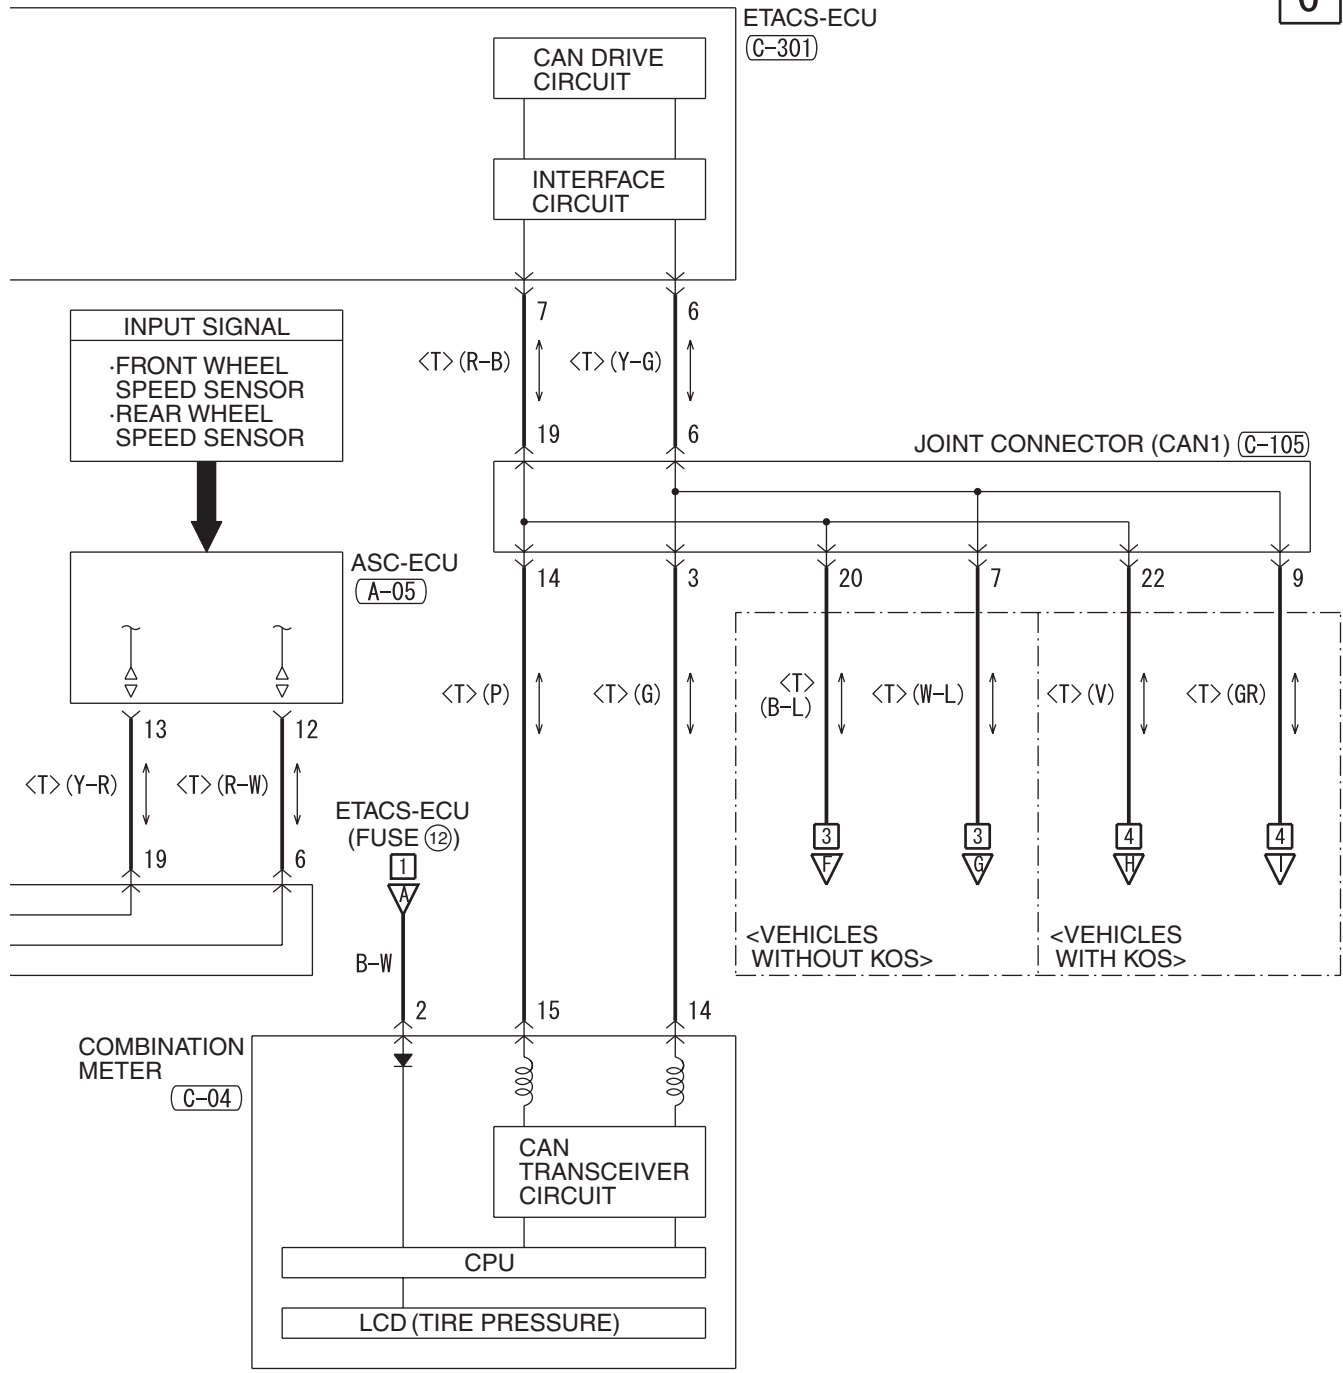 ETACS-ECU
C-301
CAN DRIVE
CIRCUIT
INTERFACE
CIRCUIT
7
6
<T>(R-B)
<T>(Y-G)
19
6
INPUT SIGNAL
·FRONT WHEEL
SPEED SENSOR
·REAR WHEEL
SPEED SENSOR
JOINT CONNECTOR (CAN1) C-105
ASC-ECU
A-05
14
3
20
7
22
9
<T>(P)
<T>(G)
<T>
(B-L)
<T>(W-L)
<T>(V)
<T>(GR)
13
12
<T>(Y-R)
<T>(R-W)
19
6
ETACS-ECU
(FUSE 12)
1
A
3
F
3
G
4
H
4
I
<VEHICLES
WITHOUT KOS>
<VEHICLES
WITH KOS>
B-W
2
15
14
COMBINATION
METER
C-04
CAN
TRANSCEIVER
CIRCUIT
CPU
LCD (TIRE PRESSURE)